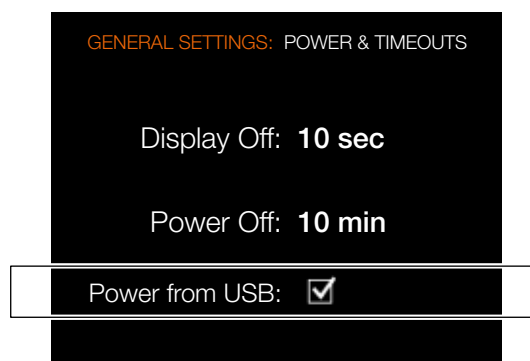 GENERAL SETTINGS: POWER & TIMEOUTS
Display Off: 10 sec
Power Off: 10 min
Power from USB: